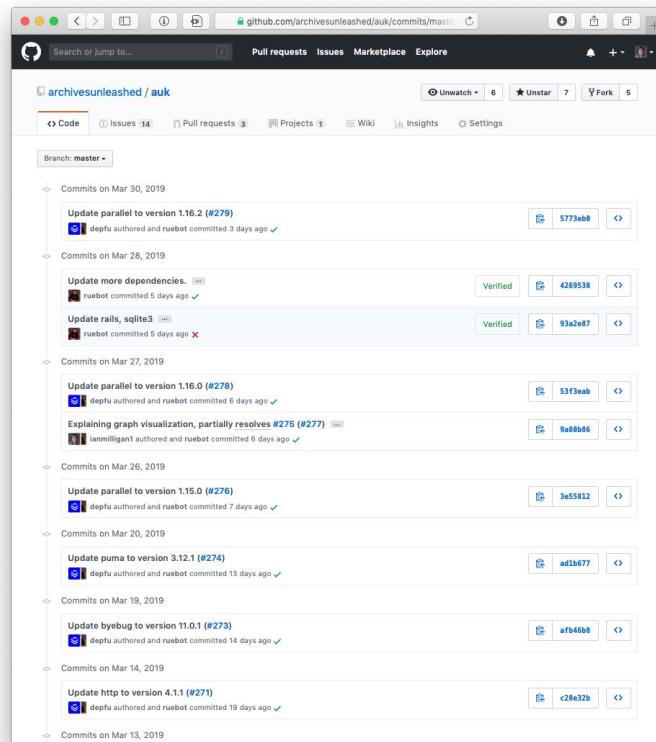 github.com/archivesunleashed/auk/commits/maste
Search or jump to... /
Pull requests Issues Marketplace Explore
archivesunleashed / auk
Unwatch 6 Unstar 7 Fork 5
Code Issues 14 Pull requests 3 Projects 1 Wiki Insights Settings
Branch: master
Commits on Mar 30, 2019
Update parallel to version 1.16.2 (#279)
depfu authored and ruebot committed 3 days ago
5773eb0
Commits on Mar 28, 2019
Update more dependencies. ...
ruebot committed 5 days ago
Verified 4269538
Update rails, sqlite3 ...
ruebot committed 5 days ago
Verified 93a2e87
Commits on Mar 27, 2019
Update parallel to version 1.16.0 (#278)
depfu authored and ruebot committed 6 days ago
53f3eab
Explaining graph visualization, partially resolves #275 (#277) ...
ianmilligan1 authored and ruebot committed 6 days ago
9a80b86
Commits on Mar 26, 2019
Update parallel to version 1.15.0 (#276)
depfu authored and ruebot committed 7 days ago
3e55812
Commits on Mar 20, 2019
Update puma to version 3.12.1 (#274)
depfu authored and ruebot committed 13 days ago
ad1b677
Commits on Mar 19, 2019
Update byebug to version 11.0.1 (#273)
depfu authored and ruebot committed 14 days ago
afb46b8
Commits on Mar 14, 2019
Update http to version 4.1.1 (#271)
depfu authored and ruebot committed 19 days ago
c28e32b
Commits on Mar 13, 2019